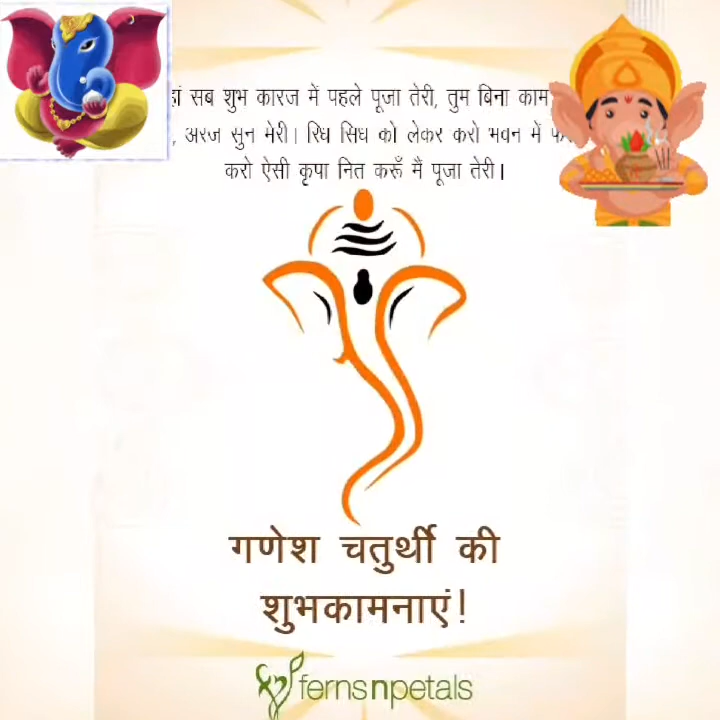 सब शुभ कारज में पहले पूजा तेरी, तुम बिना काम
, अरज सुन मेरी। रिध सिध को लेकर करो भवन में
करो ऐसी कृपा नित करूँ मैं पूजा तेरी।
गणेश चतुर्थी की
शुभकामनाएं!
fernsnpetals